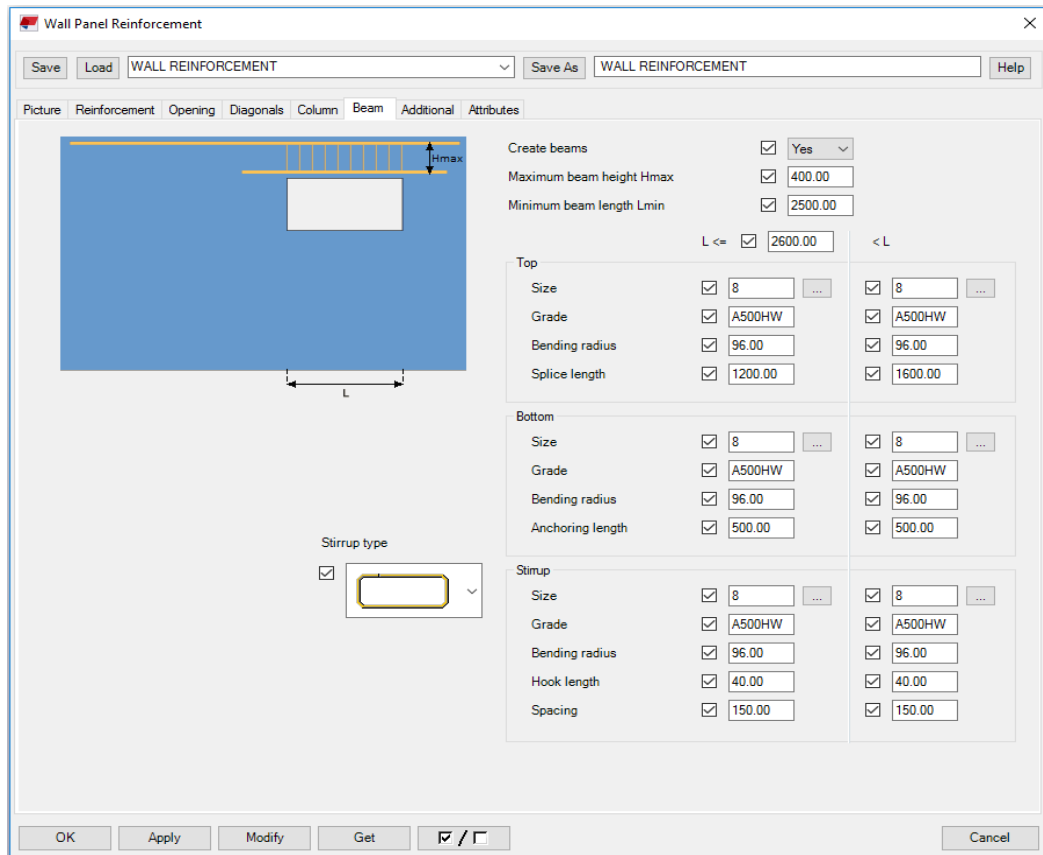 Wall Panel Reinforcement
Save Load WALL REINFORCEMENT Save As WALL REINFORCEMENT Help
Picture Reinforcement Opening Diagonals Column Beam Additional Attributes
Hmax
L
Create beams Yes
Maximum beam height Hmax 400.00
Minimum beam length Lmin 2500.00
L <= 2600.00 < L
Top
Size 8 ... 8 ...
Grade A500HW A500HW
Bending radius 96.00 96.00
Splice length 1200.00 1600.00
Bottom
Size 8 ... 8 ...
Grade A500HW A500HW
Bending radius 96.00 96.00
Anchoring length 500.00 500.00
Stirrup type
Stirrup
Size 8 ... 8 ...
Grade A500HW A500HW
Bending radius 96.00 96.00
Hook length 40.00 40.00
Spacing 150.00 150.00
OK Apply Modify Get / Cancel